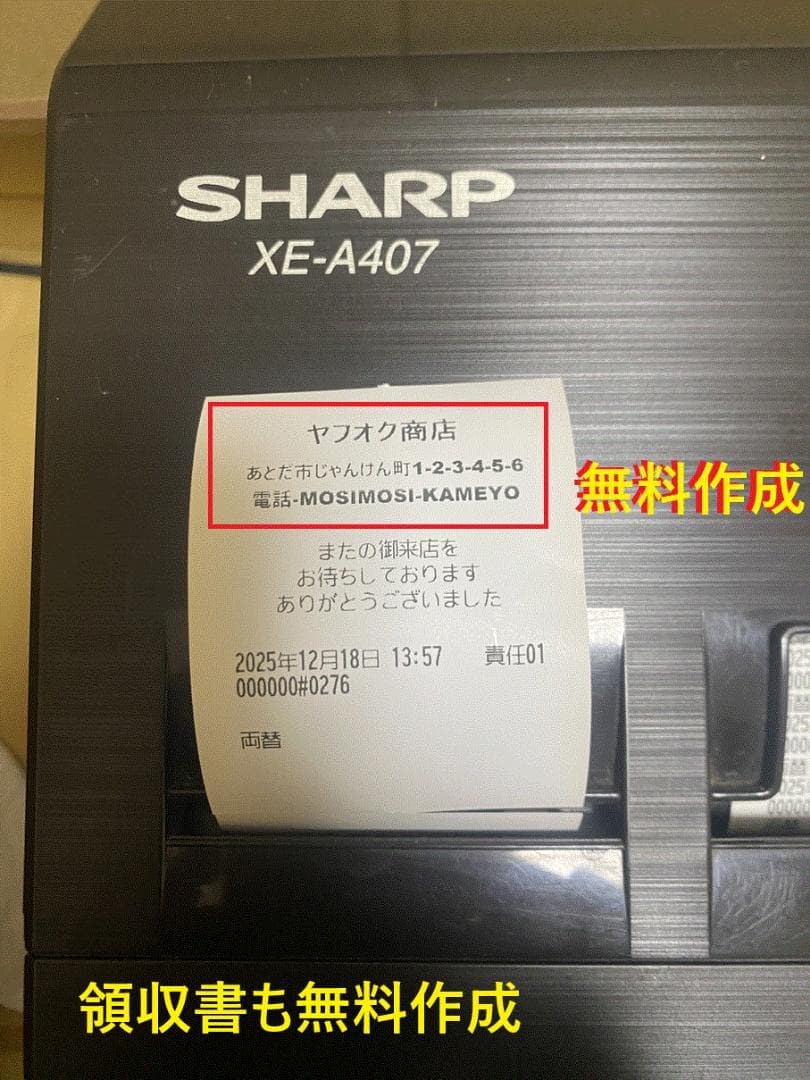 SHARP
XE-A407
ヤフオク商店
あとだ市じゃんけん町1-2-3-4-5-6
電話-MOSIMOSI-KAMEYO
無料作成
またの御来店を
お待ちしております
ありがとうございました
2025年12月18日 13:57 責任01
000000#0276
両替
領収書も無料作成